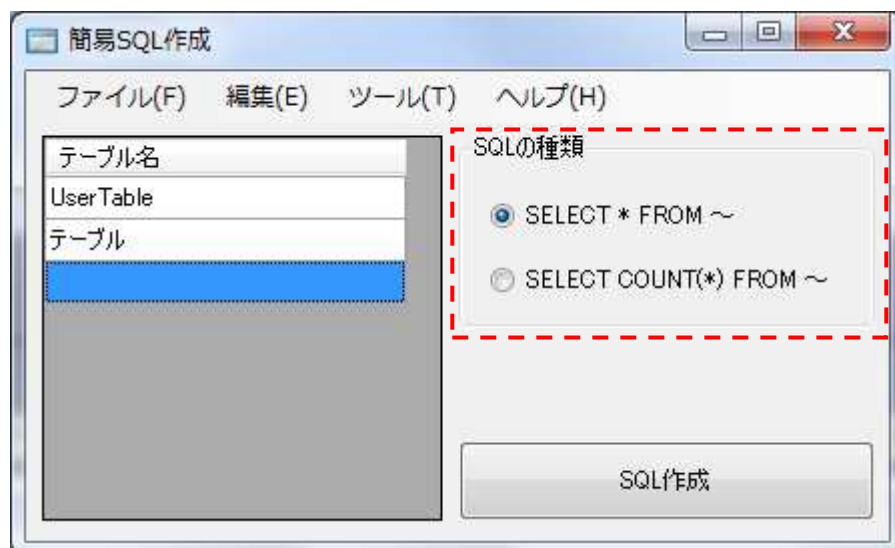 簡易SQL作成
ファイル(F) 編集(E) ツール(T) ヘルプ(H)
テーブル名
UserTable
テーブル
SQLの種類
SELECT * FROM ～
SELECT COUNT(*) FROM ～
SQL作成